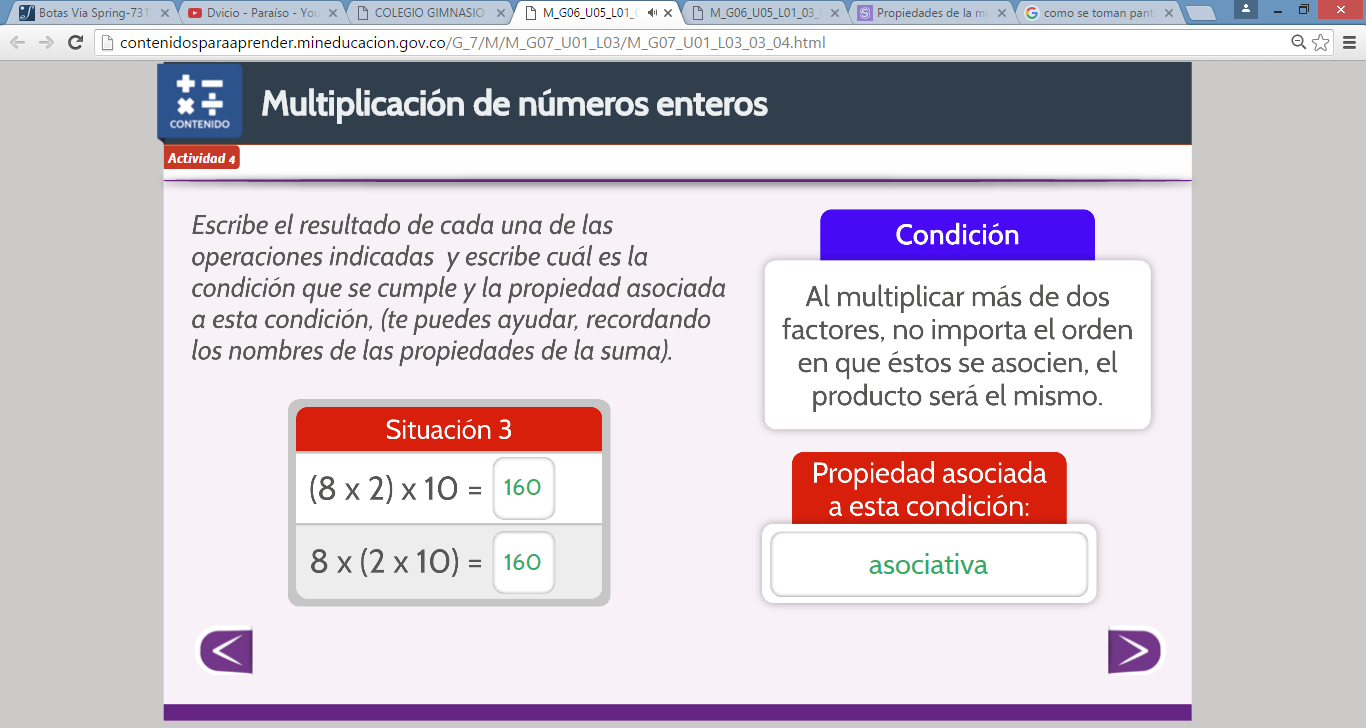 Botas Via Spring-731
Dvicio - Paraíso - You
COLEGIO GIMNASIO
M_G06_U05_L01_
M_G06_U05_L01_03_
Propiedades de la m
como se toman pant
contenidosparaaprender.mineducacion.gov.co/G_7/M/M_G07_U01_L03/M_G07_U01_L03_03_04.html
CONTENIDO
Multiplicación de números enteros
Actividad 4
Escribe el resultado de cada una de las
operaciones indicadas y escribe cuál es la
condición que se cumple y la propiedad asociada
a esta condición, (te puedes ayudar, recordando
los nombres de las propiedades de la suma).
Situación 3
(8 x 2) x 10 = 160
8 x (2 x 10) = 160
Condición
Al multiplicar más de dos
factores, no importa el orden
en que éstos se asocien, el
producto será el mismo.
Propiedad asociada
a esta condición:
asociativa